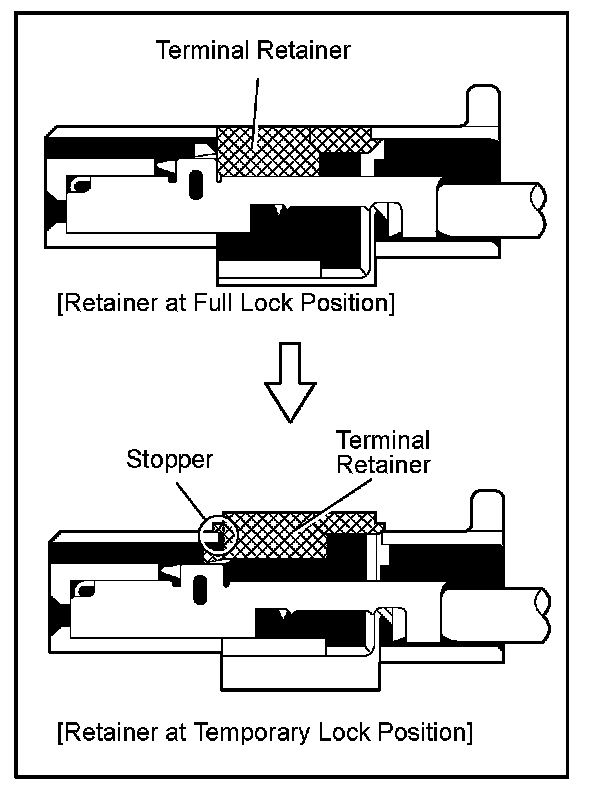 Terminal Retainer
[Retainer at Full Lock Position]
Stopper
Terminal
Retainer
[Retainer at Temporary Lock Position]